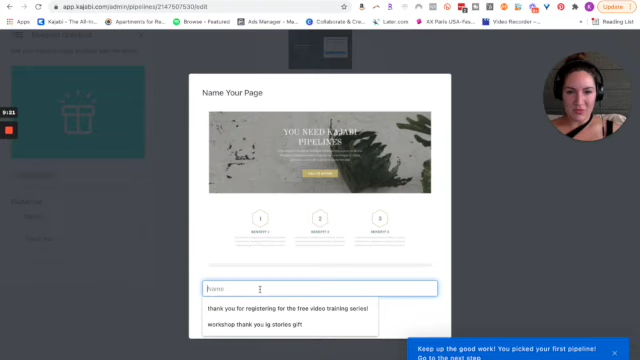 app.kajabi.com/admin/pipelines/2147507530/edit
Update
Apps
Kajabi - The All-In...
Apartments for Re...
Browse - Featured
Ads Manager - Ma...
Collaborate & Cre...
Later.com
AX Paris USA-Fas...
Video Recorder -...
Reading List
9:21
Name Your Page
YOU NEED KAJABI
PIPELINES
BENEFIT 1
BENEFIT 2
BENEFIT 3
1
2
3
Name
thank you for registering for the free video training series!
workshop thank you ig stories gift
Keep up the good work! You picked your first pipeline!
Go to the next step